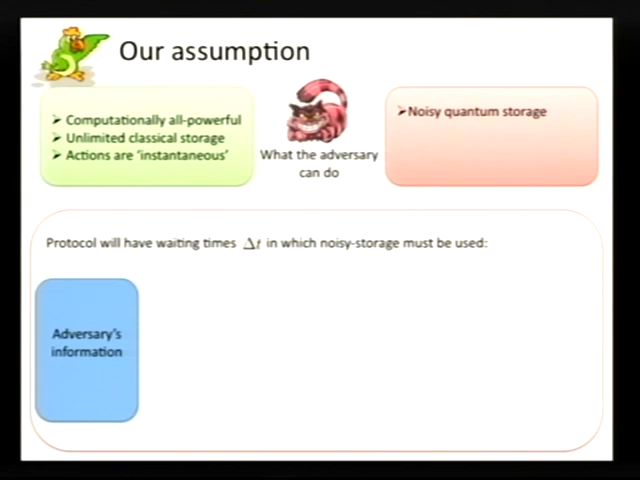 Our assumption
➢ Computationally all-powerful
➢ Unlimited classical storage
➢ Actions are 'instantaneous'
What the adversary
can do
➢Noisy quantum storage
Protocol will have waiting times Δt in which noisy-storage must be used:
Adversary's
information